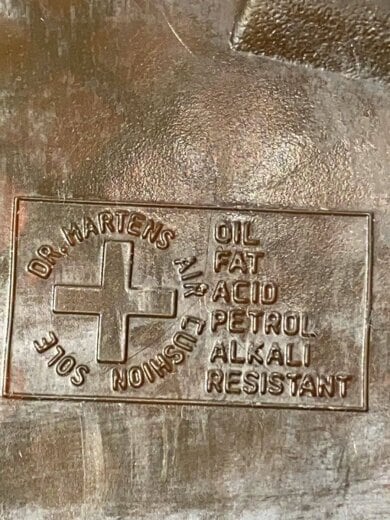 DR. MARTENS AIR CUSHION SOLE
OIL
FAT
ACID
PETROL
ALKALI
RESISTANT